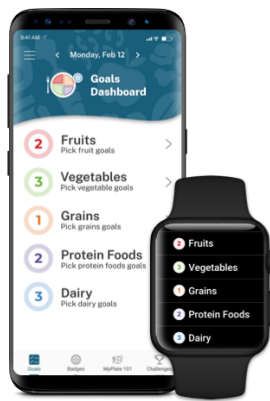 9:41 AM
< Monday, Feb 12 >
Goals
Dashboard
2 Fruits
Pick fruit goals
3 Vegetables
Pick vegetable goals
1 Grains
Pick grains goals
2 Protein Foods
Pick protein foods goals
3 Dairy
Pick dairy goals
Goals Badges MyPlate 101 Challenges
2 Fruits
3 Vegetables
1 Grains
2 Protein Foods
3 Dairy